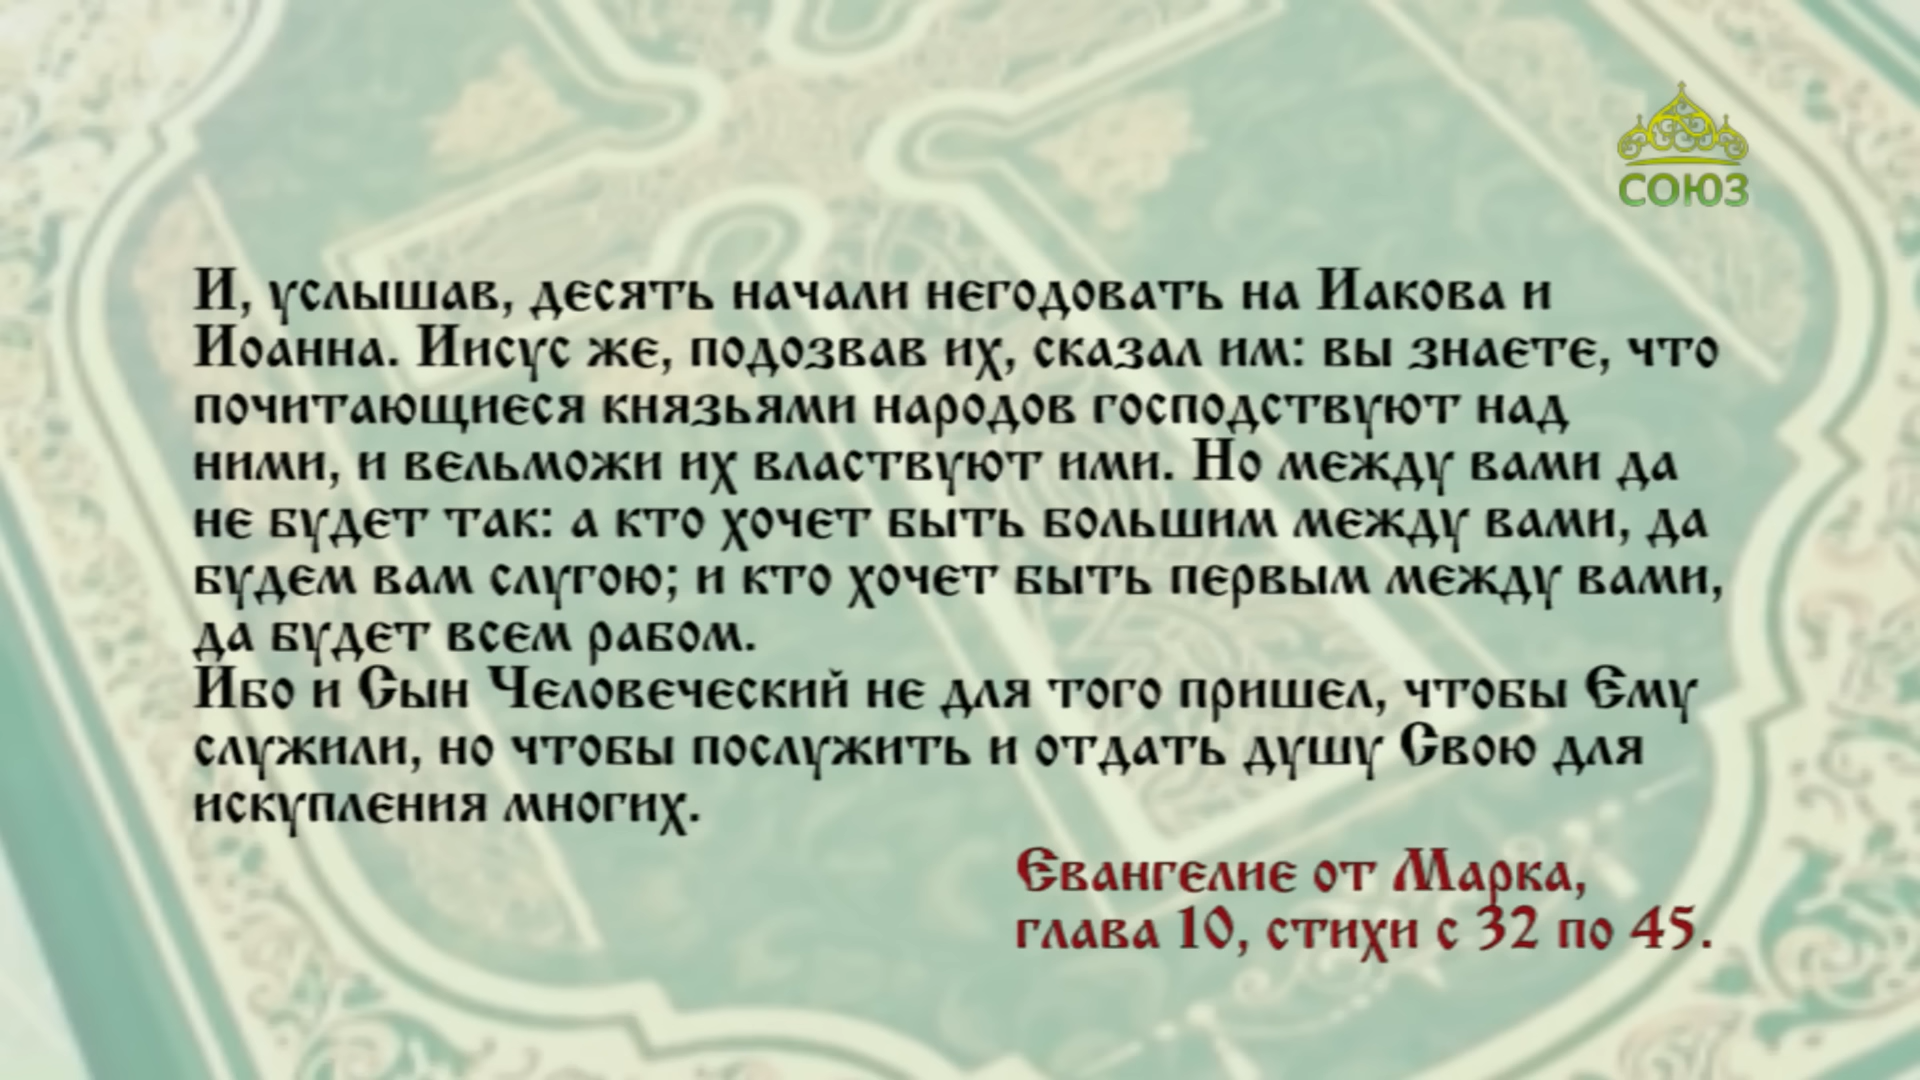 СОЮЗ
И, услышав, десять начали негодовать на Иакова и
Иоанна. Иисус же, подозвав их, сказал им: вы знаете, что
почитающиеся князьями народов господствуют над
ними, и вельможи их властвуют ими. Но между вами да
не будет так: а кто хочет быть большим между вами, да
будем вам слугою; и кто хочет быть первым между вами,
да будет всем рабом.
Ибо и Сын Человеческий не для того пришел, чтобы Ему
служили, но чтобы послужить и отдать душу Свою для
искупления многих.
Евангелие от Марка,
глава 10, стихи с 32 по 45.